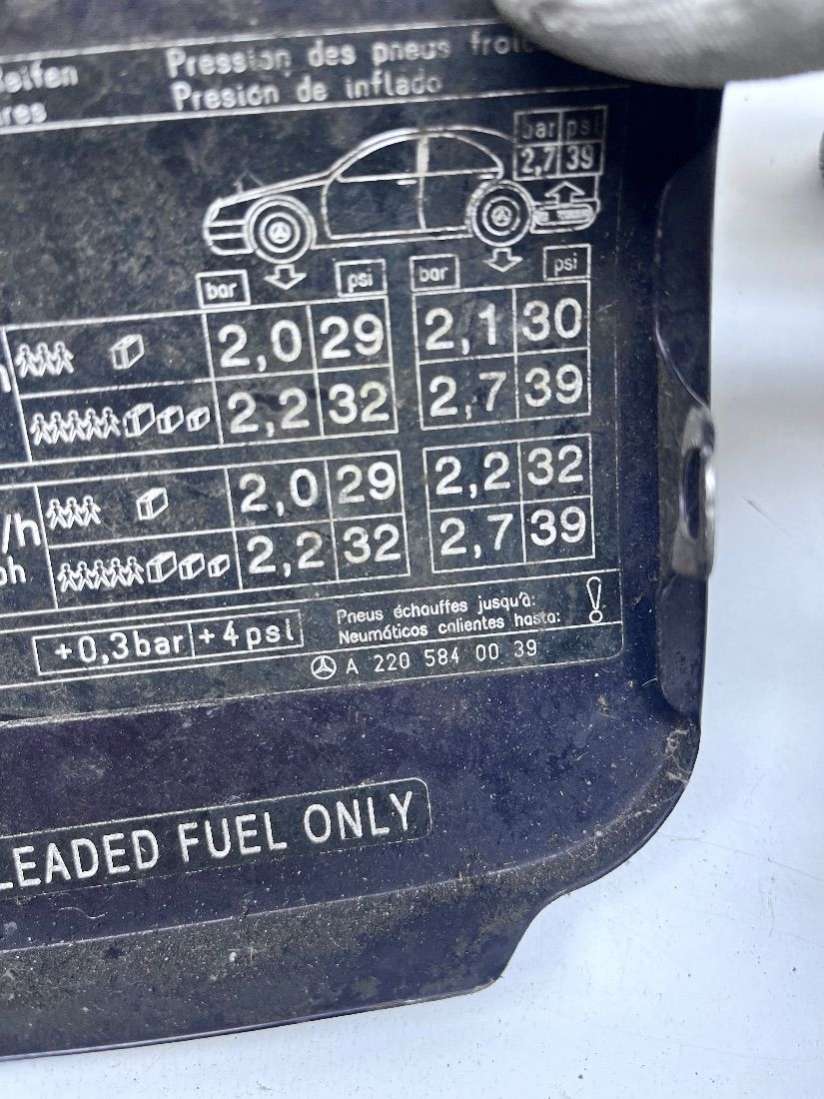 Pression des pneus
Presión de inflado
bar psi
2,7 39
bar psi bar psi
2,0 29 2,1 30
2,2 32 2,7 39
/h
2,0 29 2,2 32
2,2 32 2,7 39
Pneus échauffes jusqu'à: !
+0,3bar +4psi Neumáticos calientes hasta:
A 220 584 00 39
LEADED FUEL ONLY